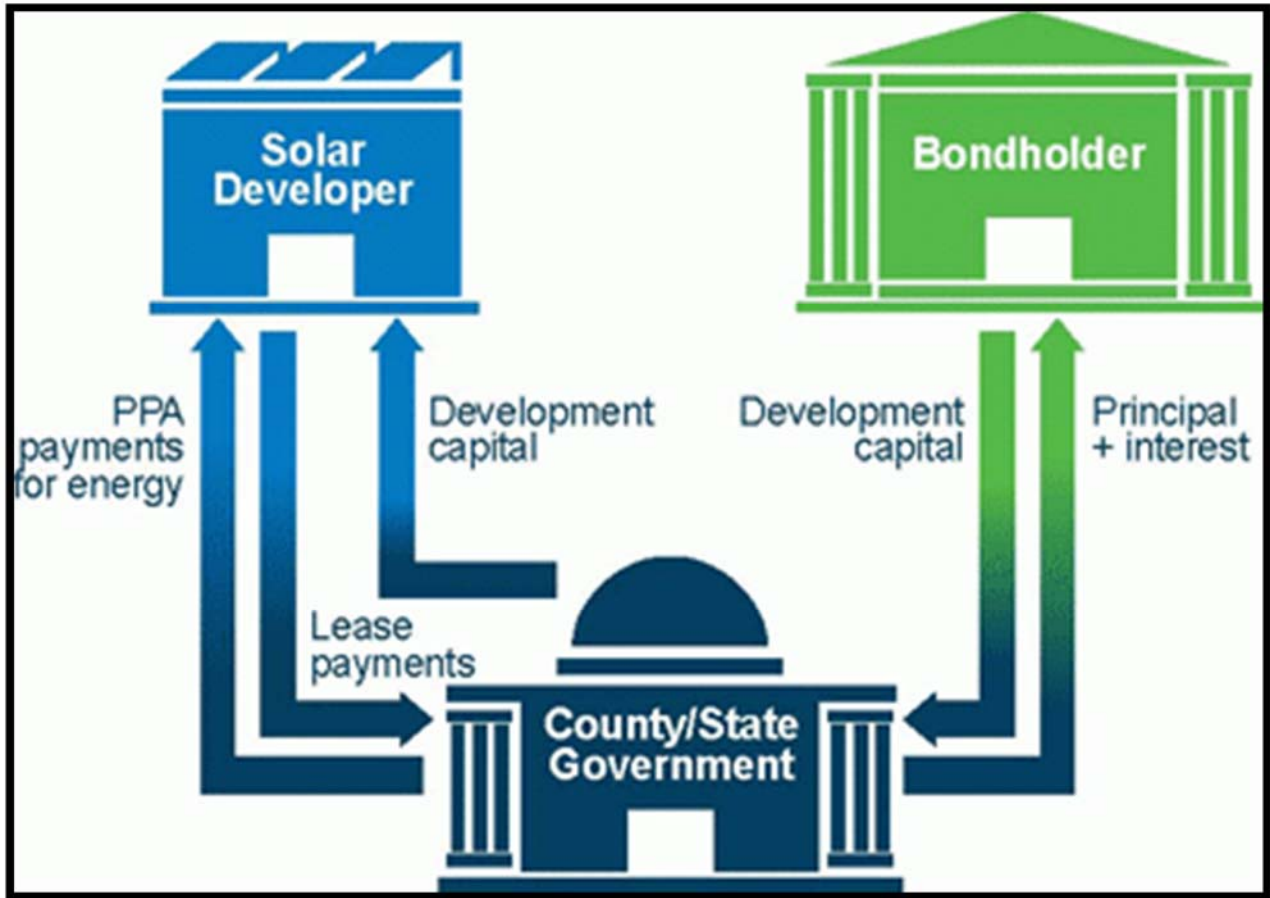 Solar
Developer
Bondholder
PPA
payments
for energy
Development
capital
Development
capital
Principal
+ interest
Lease
payments
County/State
Government